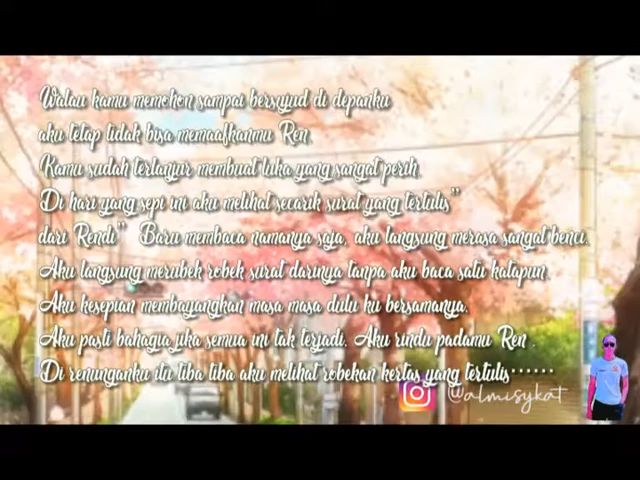 Walau kamu memohon sampai bersujud di depanku
aku tetap tidak bisa memaafkanmu Ren.
Kamu sudah terlanjur membuat luka yang sangat perih.
Di hari yang sepi ini aku melihat secarik surat yang tertulis"
dari Rendi" Baru membaca namanya saja, aku langsung merasa sangat benci.
Aku langsung merubek robek surat darinya tanpa aku baca satu katapun.
Aku kesepian membayangkan masa masa dulu ku bersamanya.
Aku pasti bahagia jika semua ini tak terjadi. Aku rindu padamu Ren .
Di renunganku itu tiba tiba aku melihat robekan kertas yang tertulis ......
@almisykat